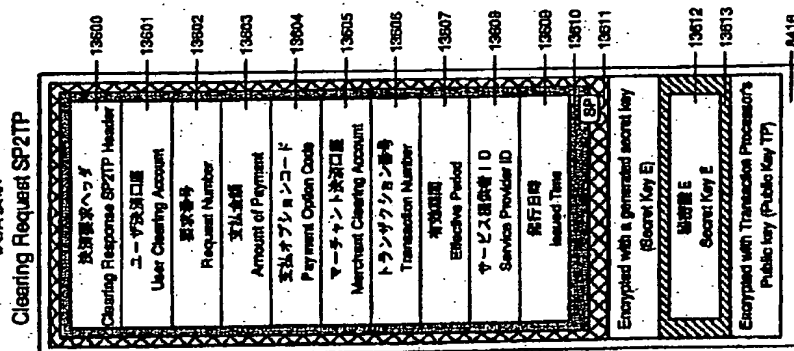 Clearing Request SP2TP
決済要求ヘッダ
Clearing Response SP2TP Header
13600
ユーザ決済口座
User Clearing Account
13601
要求番号
Request Number
13602
支払金額
Amount of Payment
13603
支払オプションコード
Payment Option Code
13604
マーチャント決済口座
Merchant Clearing Account
13605
トランザクション番号
Transaction Number
13606
有効期間
Effective Period
13607
サービス提供者ID
Service Provider ID
13608
発行日時
Issued Time
13609
13610
SP
13611
Encrypted with a generated secret key
(Secret Key E)
秘密鍵 E
Secret Key E
13612
13613
Encrypted with Transaction Processor's
Public key (Public Key TP)
8416